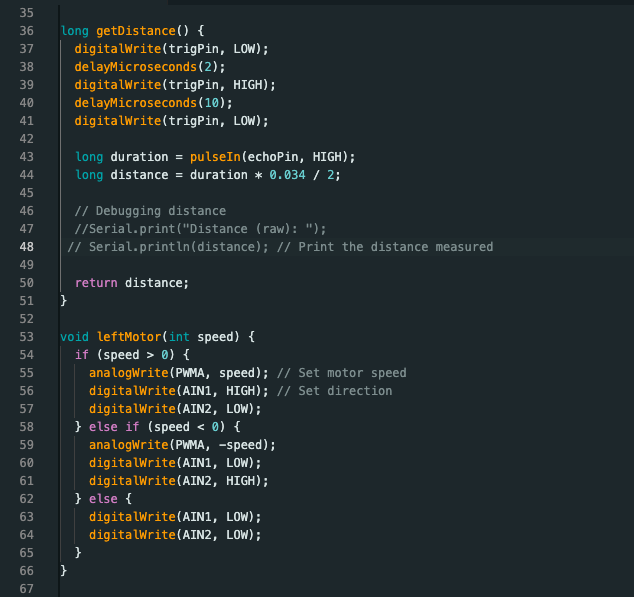 35
36 long getDistance() {
37   digitalWrite(trigPin, LOW);
38   delayMicroseconds(2);
39   digitalWrite(trigPin, HIGH);
40   delayMicroseconds(10);
41   digitalWrite(trigPin, LOW);
42
43   long duration = pulseIn(echoPin, HIGH);
44   long distance = duration * 0.034 / 2;
45
46   // Debugging distance
47   //Serial.print("Distance (raw): ");
48  // Serial.println(distance); // Print the distance measured
49
50   return distance;
51 }
52
53 void leftMotor(int speed) {
54   if (speed > 0) {
55     analogWrite(PWMA, speed); // Set motor speed
56     digitalWrite(AIN1, HIGH); // Set direction
57     digitalWrite(AIN2, LOW);
58   } else if (speed < 0) {
59     analogWrite(PWMA, -speed);
60     digitalWrite(AIN1, LOW);
61     digitalWrite(AIN2, HIGH);
62   } else {
63     digitalWrite(AIN1, LOW);
64     digitalWrite(AIN2, LOW);
65   }
66 }
67